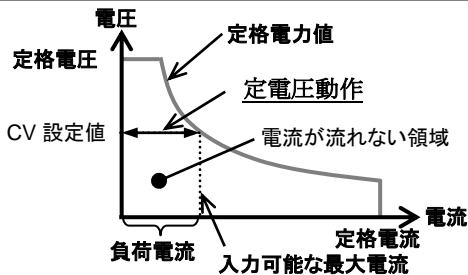 電圧
定格電力値
定格電圧
定電圧動作
CV 設定値
電流が流れない領域
電流
定格電流
負荷電流
入力可能な最大電流